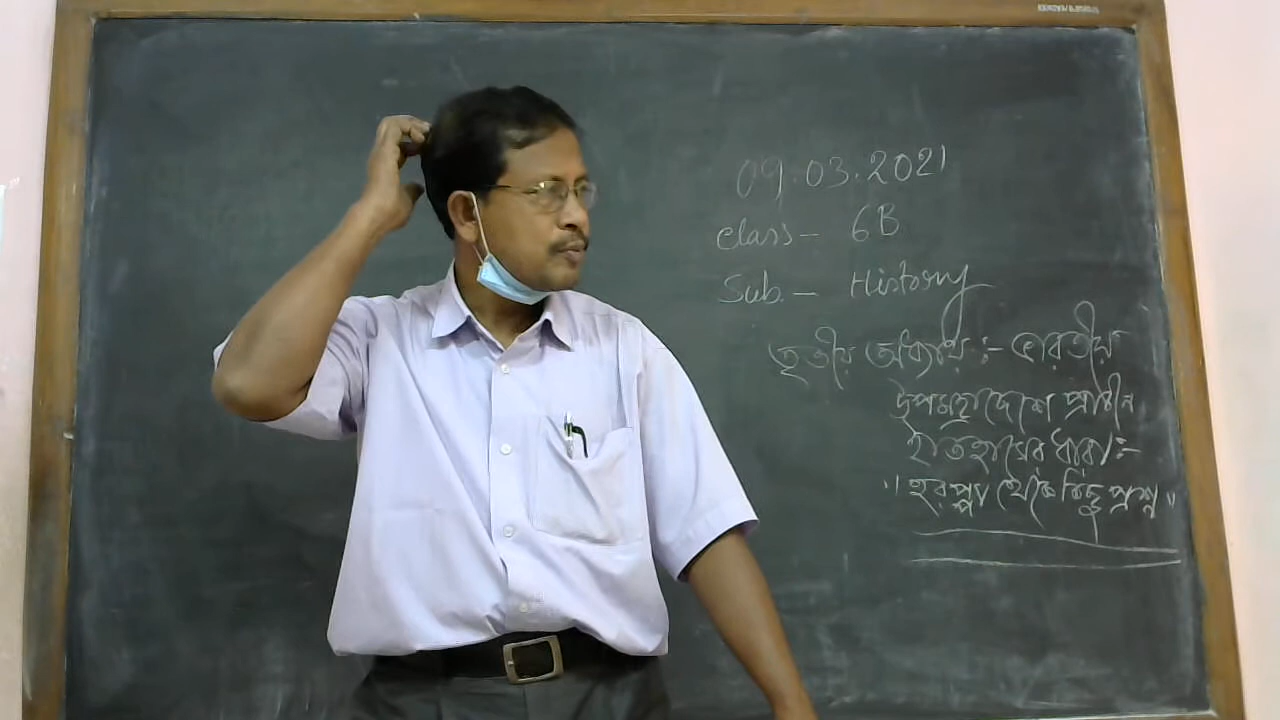 09.03.2021
Class - 6B
Sub. - History
তৃতীয় অধ্যায় :- ভারতীয়
উপমহাদেশে প্রাচীন
ইতিহাসের ধারা :-
"হরপ্পা থেকে কিছু প্রশ্ন"